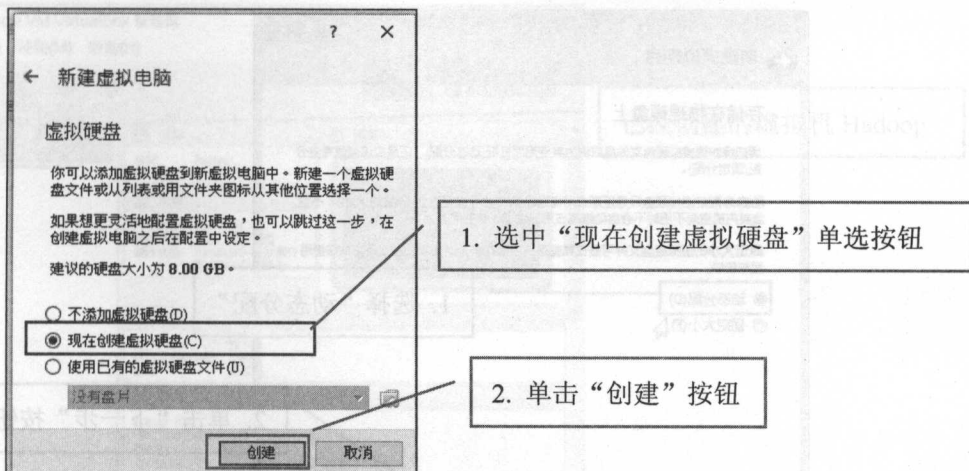 ? ×
← 新建虚拟电脑
虚拟硬盘
你可以添加虚拟硬盘到新虚拟电脑中。新建一个虚拟硬
盘文件或从列表或用文件夹图标从其他位置选择一个。
如果想更灵活地配置虚拟硬盘，也可以跳过这一步，在
创建虚拟电脑之后在配置中设定。
建议的硬盘大小为 8.00 GB。
不添加虚拟硬盘(D)
现在创建虚拟硬盘(C)
使用已有的虚拟硬盘文件(U)
没有盘片
创建 取消
1. 选中“现在创建虚拟硬盘”单选按钮
2. 单击“创建”按钮